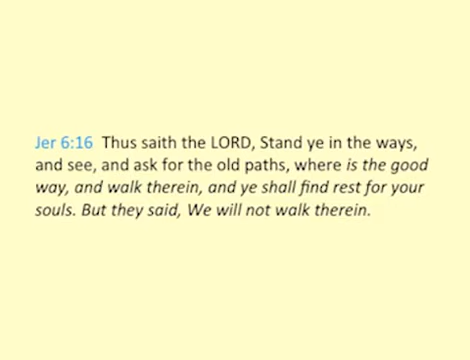 Jer 6:16  Thus saith the LORD, Stand ye in the ways,
and see, and ask for the old paths, where is the good
way, and walk therein, and ye shall find rest for your
souls. But they said, We will not walk therein.